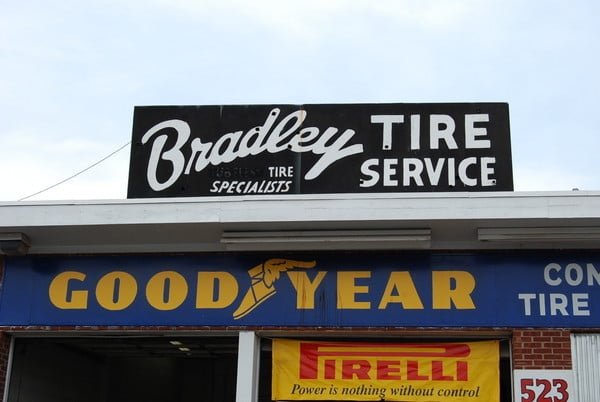 Bradley TIRE
SERVICE
TIRE
SPECIALISTS
GOODYEAR
CON
TIRE
PIRELLI
Power is nothing without control
523